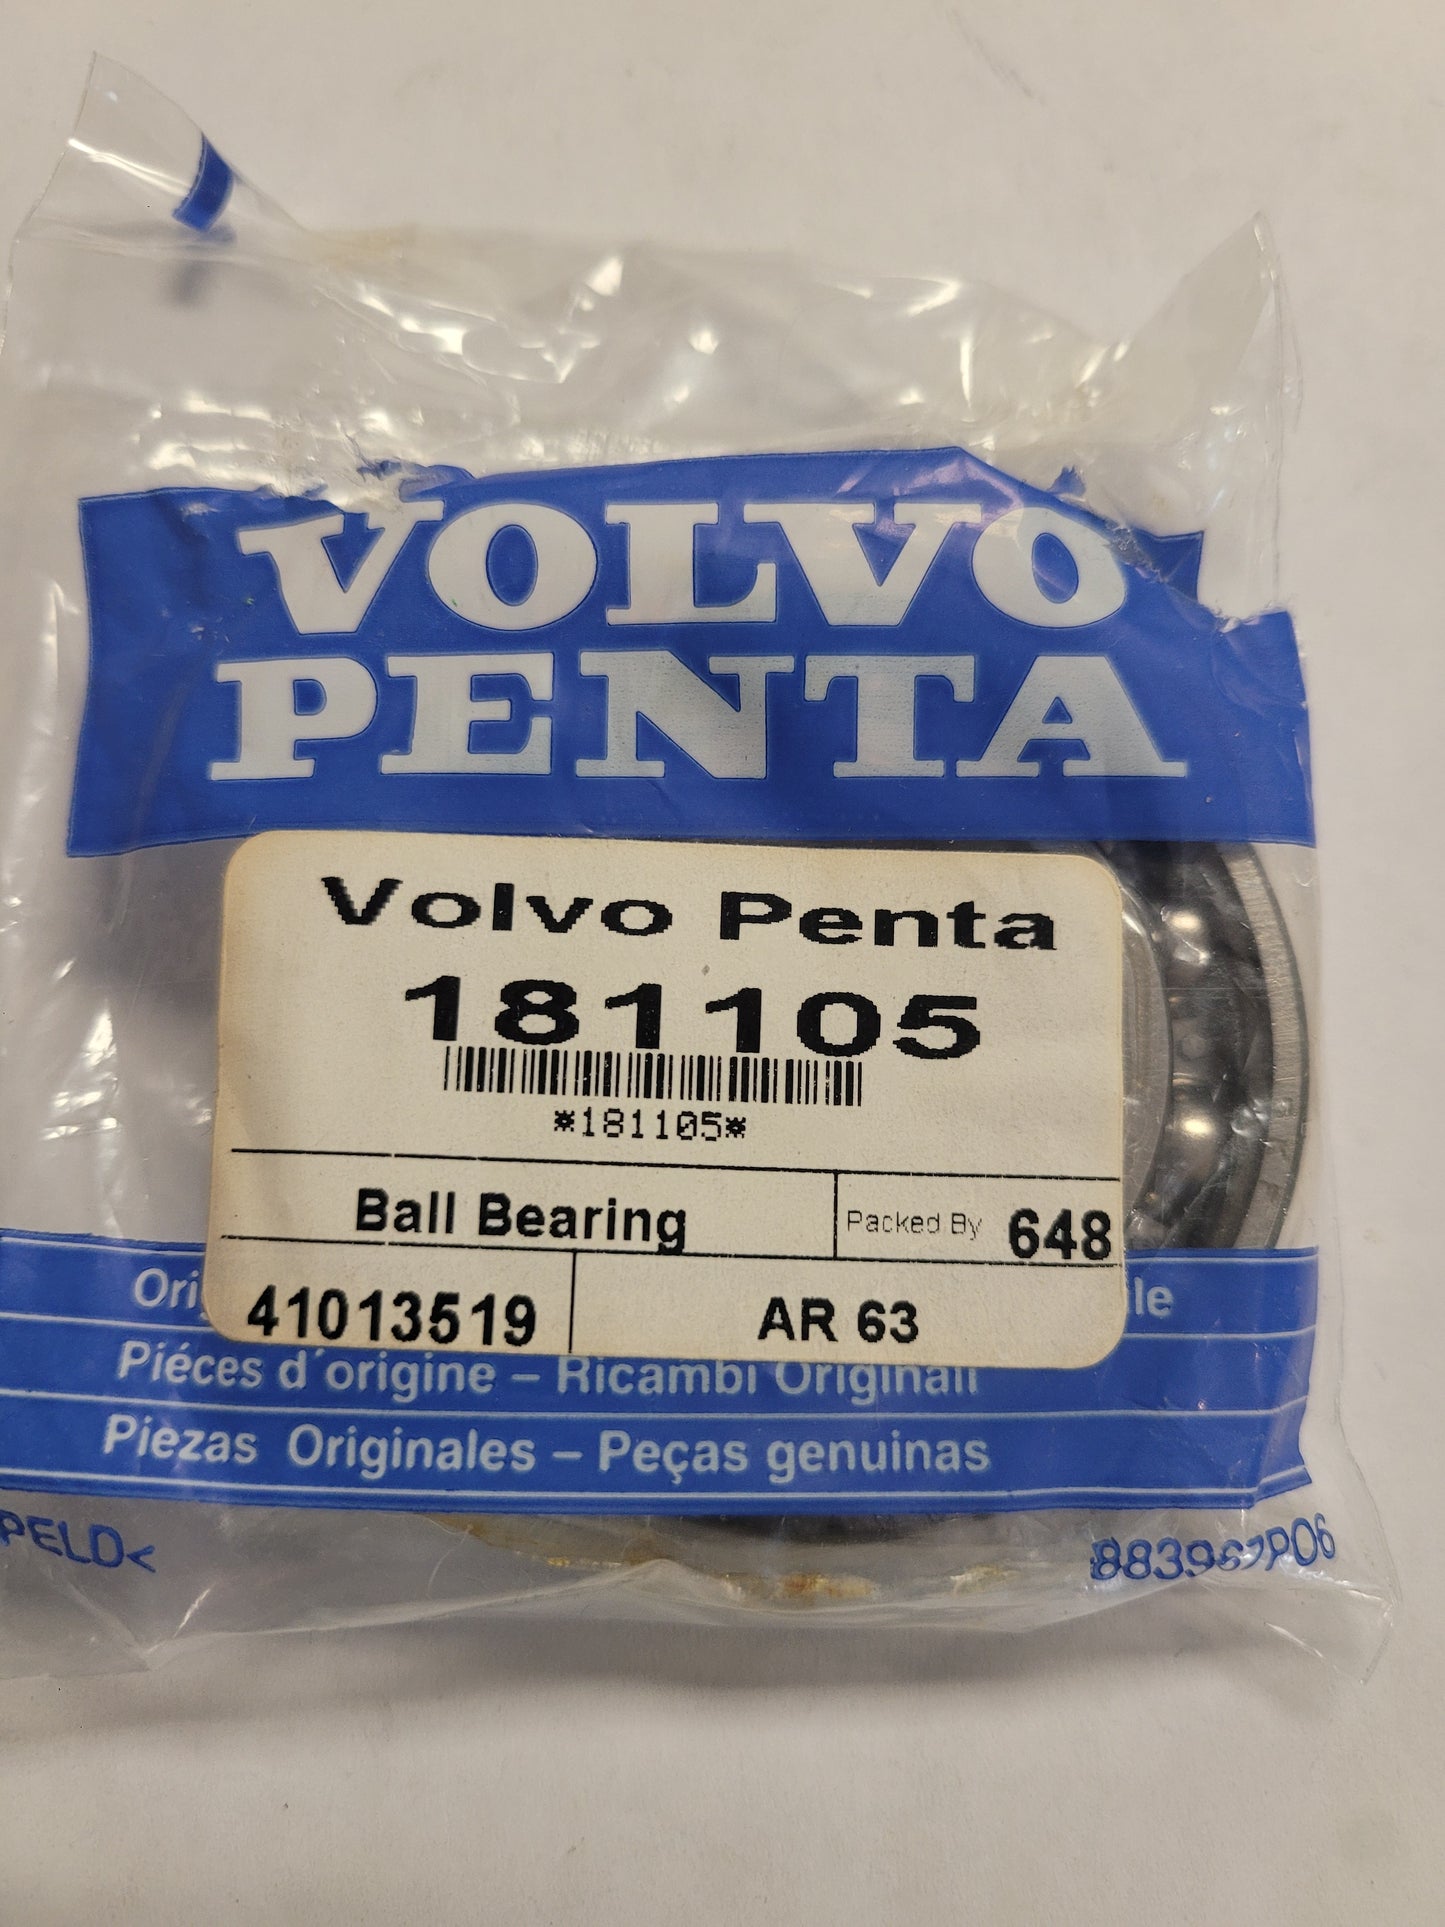 VOLVO
PENTA
Volvo Penta
181105
*181105*
Ball Bearing
Packed By 648
41013519
AR 63
Piéces d´origine – Ricambi Originali
Piezas Originales – Peças genuinas
PELD<